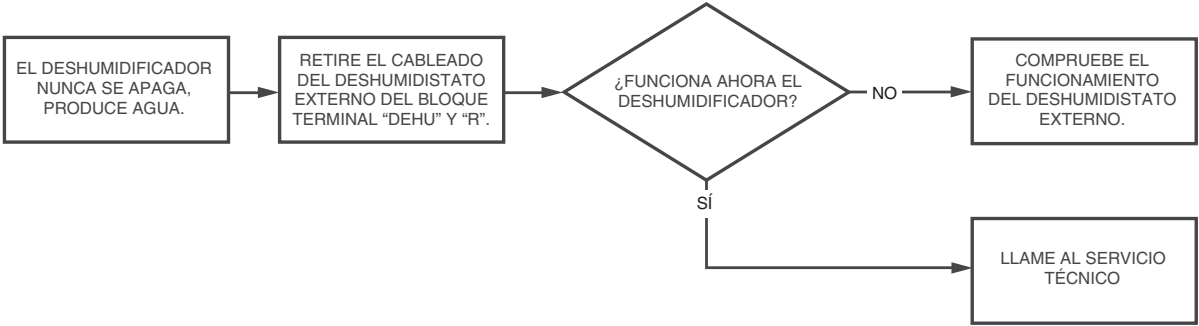 EL DESHUMIDIFICADOR
NUNCA SE APAGA,
PRODUCE AGUA.
RETIRE EL CABLEADO
DEL DESHUMIDISTATO
EXTERNO DEL BLOQUE
TERMINAL “DEHU” Y “R”.
¿FUNCIONA AHORA EL
DESHUMIDIFICADOR?
NO
COMPRUEBE EL
FUNCIONAMIENTO
DEL DESHUMIDISTATO
EXTERNO.
SÍ
LLAME AL SERVICIO
TÉCNICO